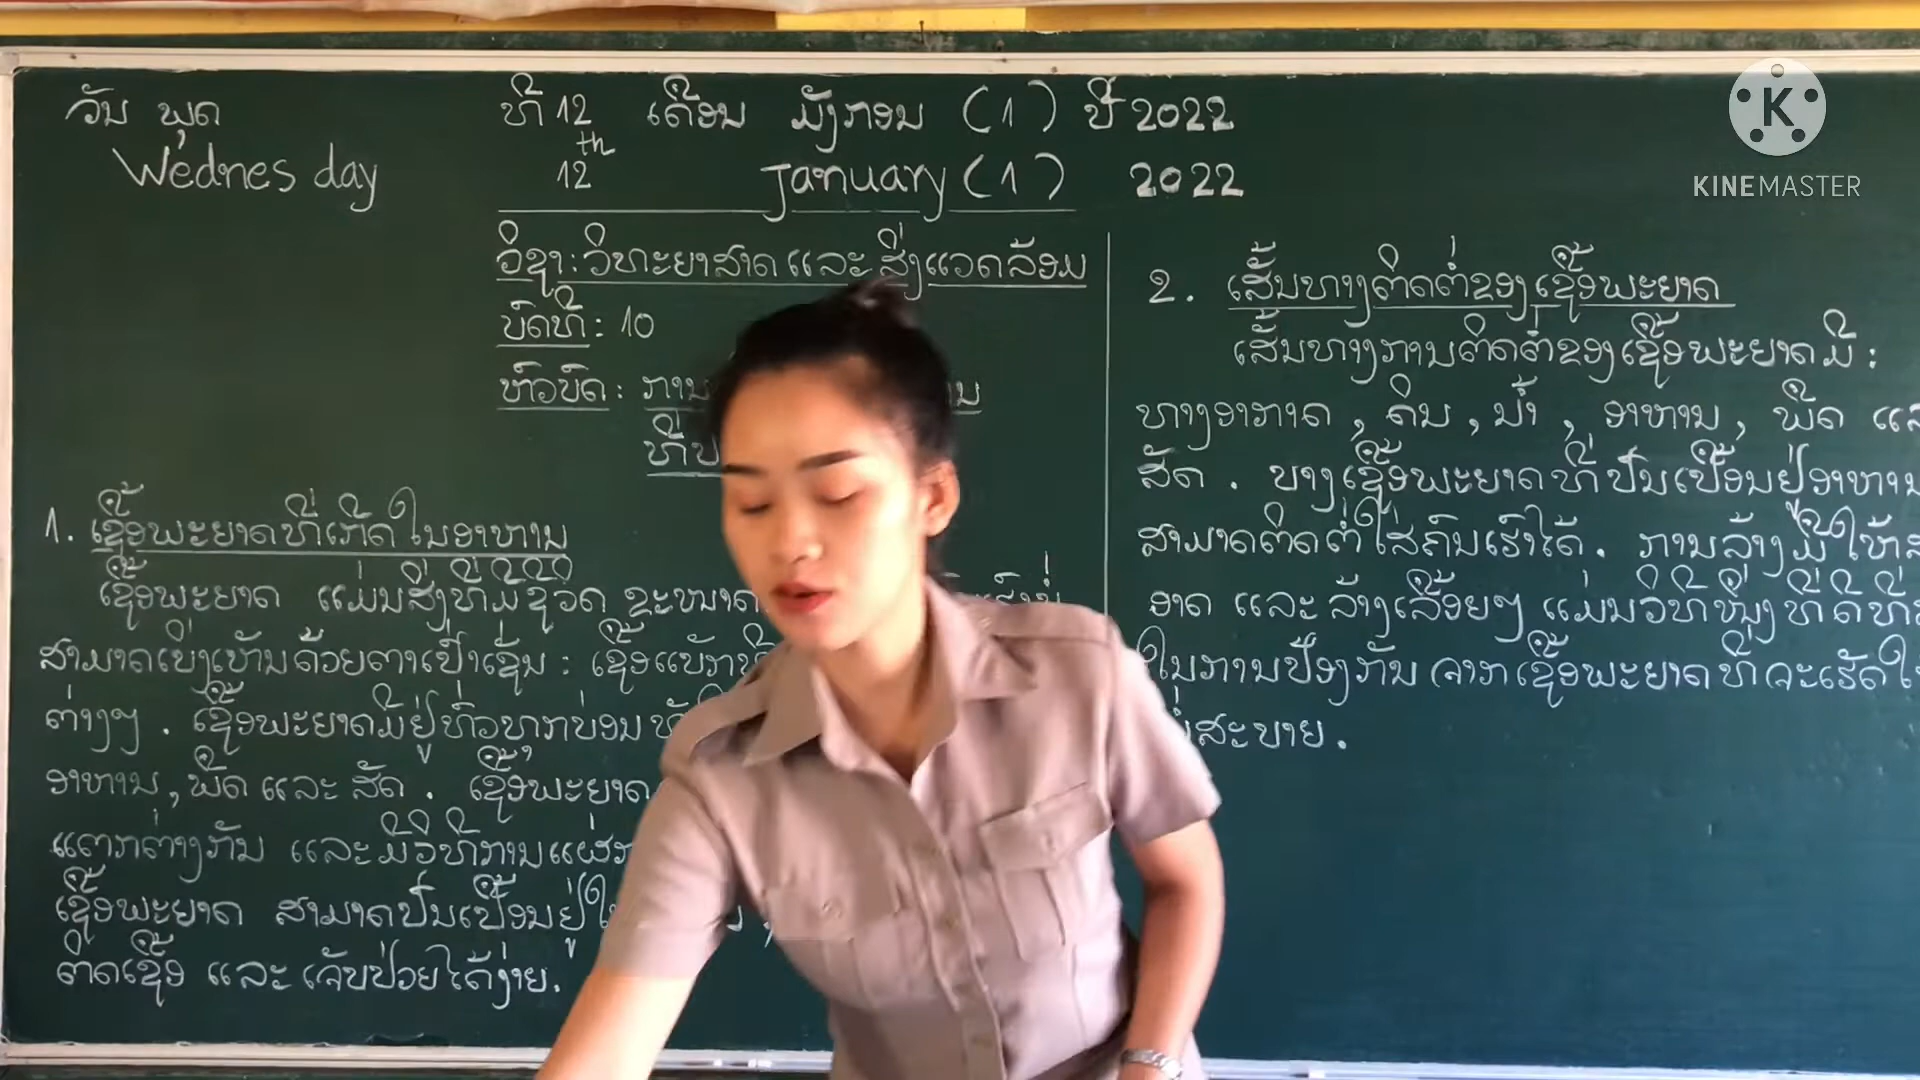 ວັນ ພຸດ ທີ 12 ເດືອນ ມັງກອນ (1) ປີ 2022
Wednesday 12th January (1) 2022
ວິຊາ: ວິທະຍາສາດ ແລະ ສິ່ງແວດລ້ອມ
ບົດທີ: 10
ຫົວບົດ: ການ
ທີ່
1. ເຊື້ອພະຍາດທີ່ເກີດໃນອາຫານ
ເຊື້ອພະຍາດ ແມ່ນສິ່ງທີ່ມີຊີວິດ ຂະໜາດ
ສາມາດເບິ່ງເຫັນດ້ວຍຕາເປົ່າເຊັ່ນ: ເຊື້ອແບັກທີ
ຕ່າງໆ. ເຊື້ອພະຍາດມີຢູ່ທົ່ວທຸກບ່ອນ
ອາຫານ, ພືດ ແລະ ສັດ. ເຊື້ອພະຍາດ
ແຕກຕ່າງກັນ ແລະ ມີວິທີການແຜ່
ເຊື້ອພະຍາດ ສາມາດປົນເປື້ອນຢູ່ໃນ
ຕິດເຊື້ອ ແລະ ເຈັບປ່ວຍໄດ້ງ່າຍ.
2. ເສັ້ນທາງຕິດຕໍ່ຂອງເຊື້ອພະຍາດ
ເສັ້ນທາງການຕິດຕໍ່ຂອງເຊື້ອພະຍາດມີ:
ທາງອາກາດ, ດິນ, ນ້ຳ, ອາຫານ, ພືດ ແລ
ສັດ. ບາງເຊື້ອພະຍາດທີ່ປົນເປື້ອນຢູ່ອາຫານ
ສາມາດຕິດຕໍ່ໃສ່ຄົນເຮົາໄດ້. ການລ້າງມືໃຫ້ສ
ອາດ ແລະ ລ້າງເລື້ອຍໆ ແມ່ນວິທີໜຶ່ງທີ່ດີທີ່
ໃນການປ້ອງກັນ ຈາກເຊື້ອພະຍາດທີ່ຈະເຮັດໃ
ບໍ່ສະບາຍ.
K
KINEMASTER